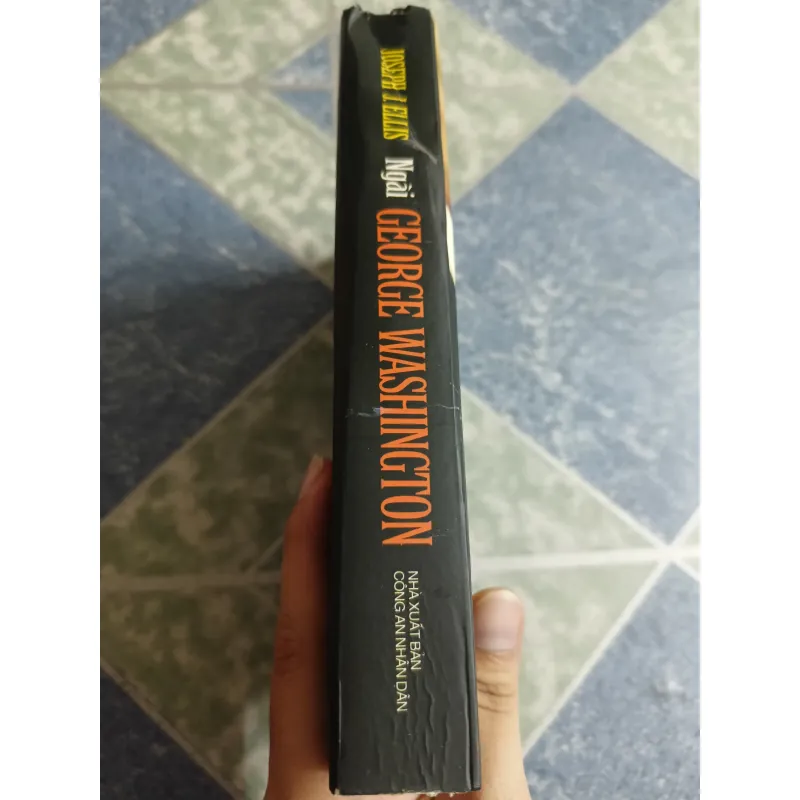 JOSEPH J ELLIS
Ngài GEORGE WASHINGTON
NHÀ XUẤT BẢN
CÔNG AN NHÂN DÂN